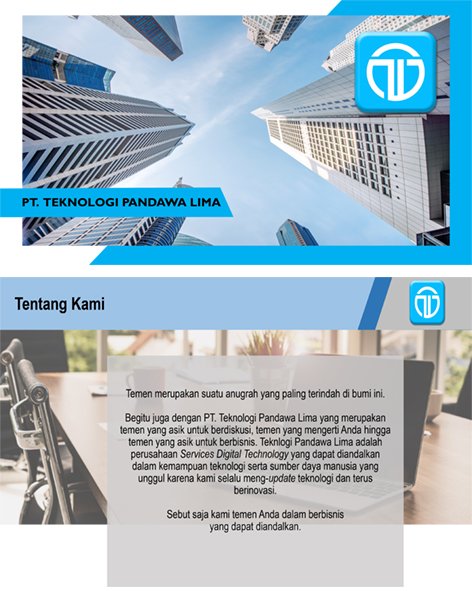 PT. TEKNOLOGI PANDAWA LIMA
Tentang Kami
Temen merupakan suatu anugrah yang paling terindah di bumi ini.
Begitu juga dengan PT. Teknologi Pandawa Lima yang merupakan
temen yang asik untuk berdiskusi, temen yang mengerti Anda hingga
temen yang asik untuk berbisnis. Teknlogi Pandawa Lima adalah
perusahaan Services Digital Technology yang dapat diandalkan
dalam kemampuan teknologi serta sumber daya manusia yang
unggul karena kami selalu meng-update teknologi dan terus
berinovasi.
Sebut saja kami temen Anda dalam berbisnis
yang dapat diandalkan.